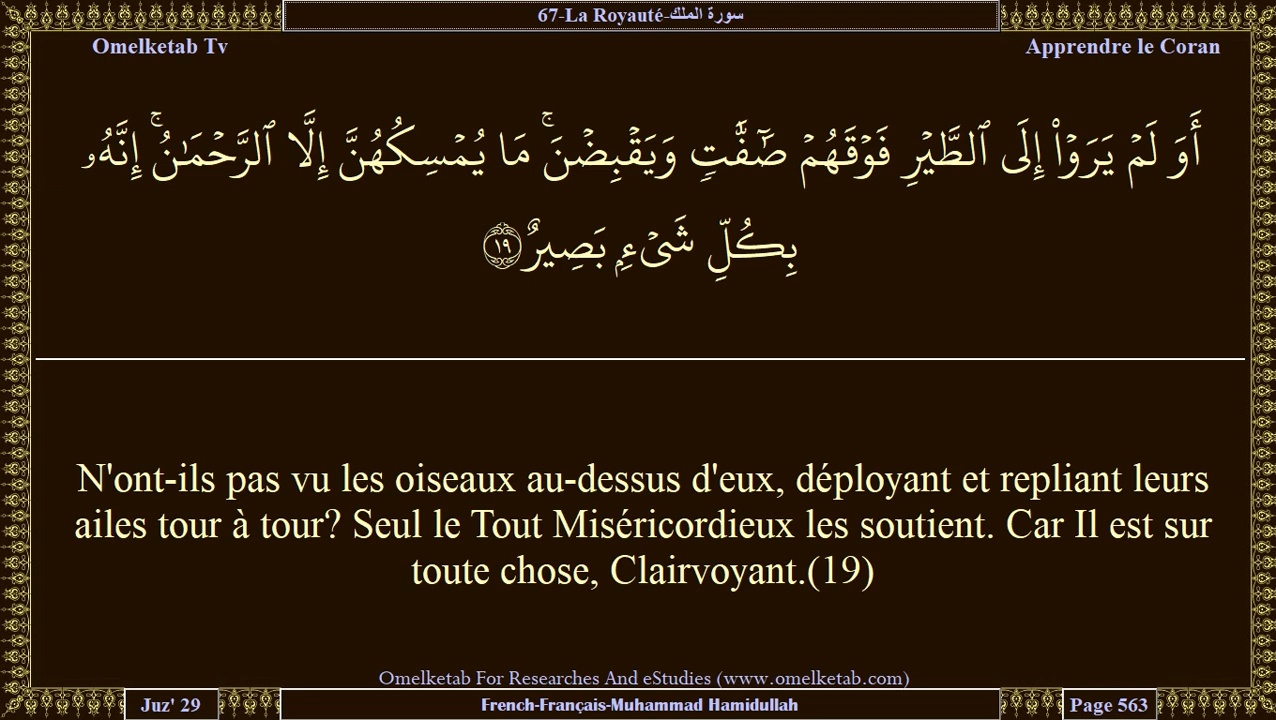 67-La Royauté-سورة الملك
Omelketab Tv
Apprendre le Coran
أَوَ لَمۡ يَرَوۡاْ إِلَى ٱلطَّيۡرِ فَوۡقَهُمۡ صَٰٓفَّٰتٖ وَيَقۡبِضۡنَۚ مَا يُمۡسِكُهُنَّ إِلَّا ٱلرَّحۡمَٰنُۚ إِنَّهُۥ
بِكُلِّ شَيۡءِۭ بَصِيرٌ ١٩
N'ont-ils pas vu les oiseaux au-dessus d'eux, déployant et repliant leurs
ailes tour à tour? Seul le Tout Miséricordieux les soutient. Car Il est sur
toute chose, Clairvoyant.(19)
Omelketab For Researches And eStudies (www.omelketab.com)
Juz' 29
French-Français-Muhammad Hamidullah
Page 563